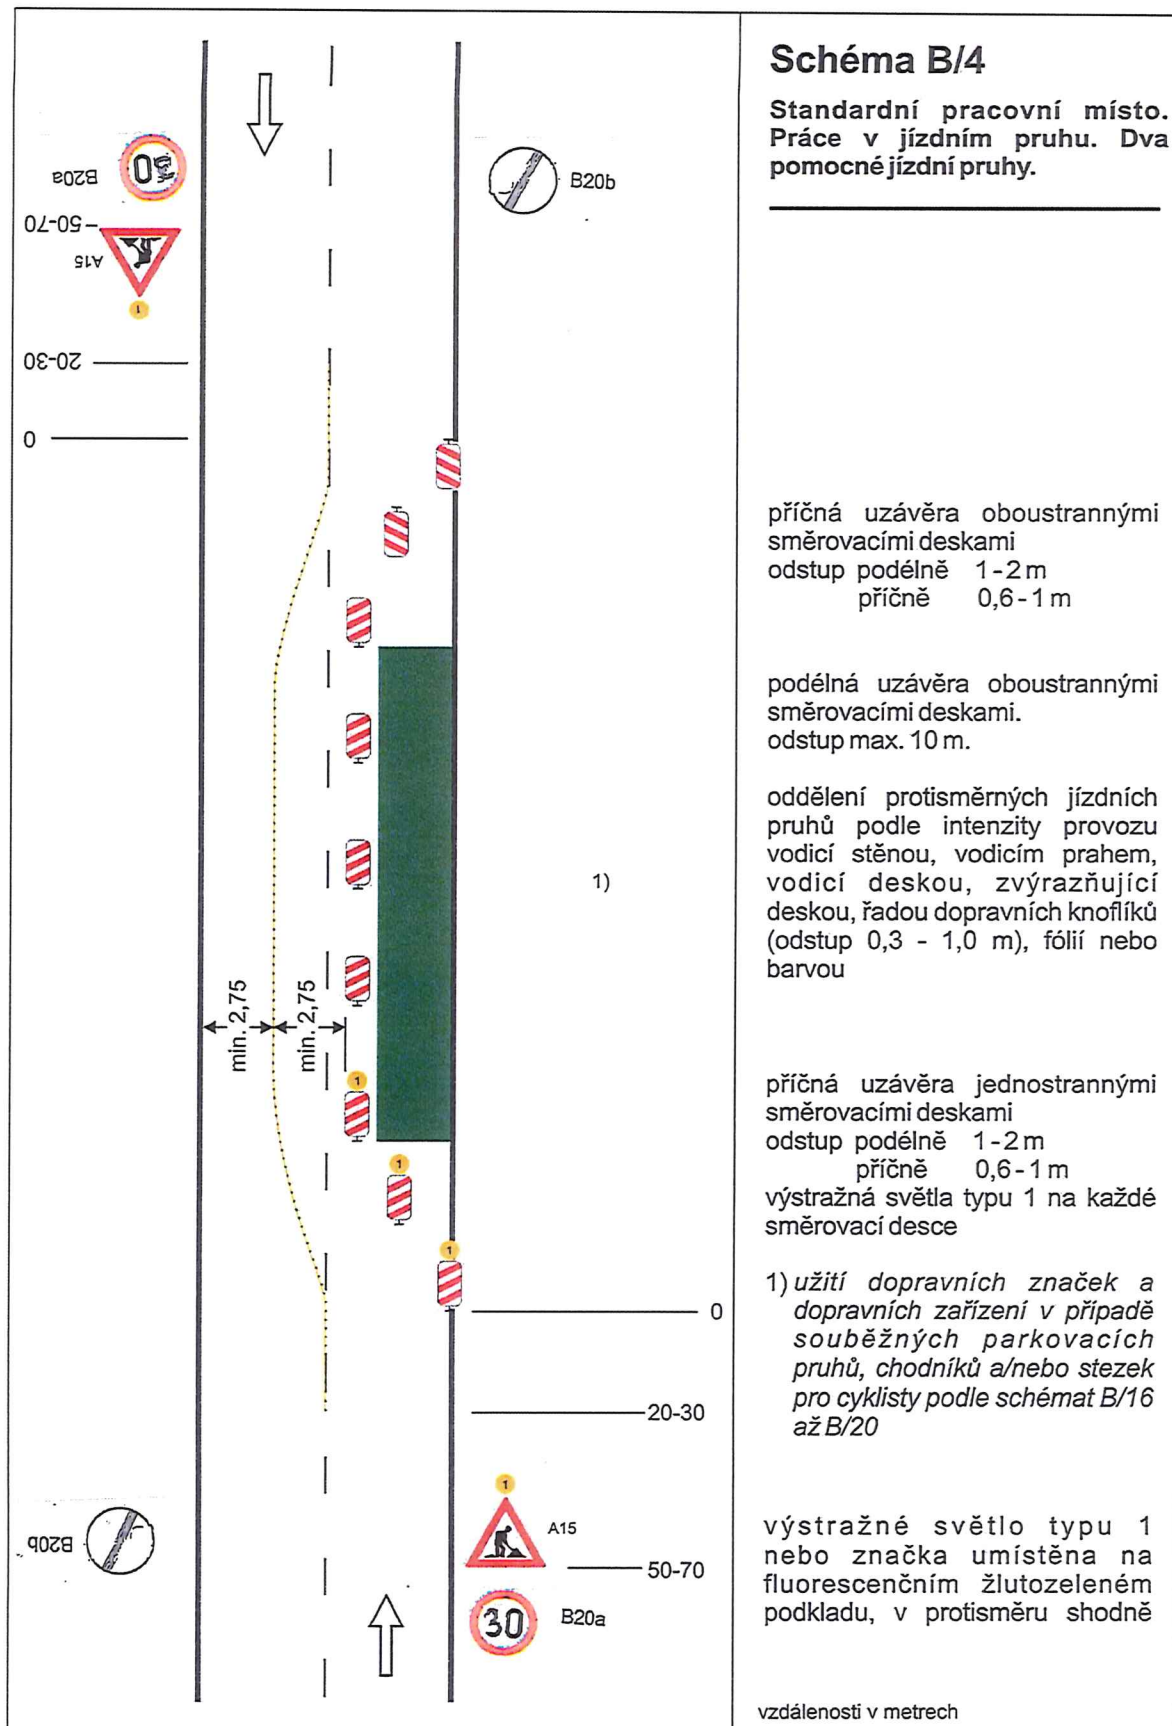 Schéma B/4
Standardní pracovní místo.
Práce v jízdním pruhu. Dva
pomocné jízdní pruhy.
B20a
B20b
50-70
A15
1
20-30
0
příčná uzávěra oboustrannými
směrovacími deskami
odstup podélně 1-2 m
příčně 0,6-1 m
podélná uzávěra oboustrannými
směrovacími deskami.
odstup max. 10 m.
oddělení protisměrných jízdních
pruhů podle intenzity provozu
vodicí stěnou, vodicím prahem,
vodicí deskou, zvýrazňující
deskou, řadou dopravních knoflíků
(odstup 0,3 - 1,0 m), fólií nebo
barvou
1)
min. 2,75
min. 2,75
1
1
1
příčná uzávěra jednostrannými
směrovacími deskami
odstup podélně 1-2 m
příčně 0,6-1 m
výstražná světla typu 1 na každé
směrovací desce
1) užití dopravních značek a
dopravních zařízení v případě
souběžných parkovacích
pruhů, chodníků a/nebo stezek
pro cyklisty podle schémat B/16
až B/20
0
20-30
1
A15
50-70
30
B20a
B20b
výstražné světlo typu 1
nebo značka umístěna na
fluorescenčním žlutozeleném
podkladu, v protisměru shodně
vzdálenosti v metrech